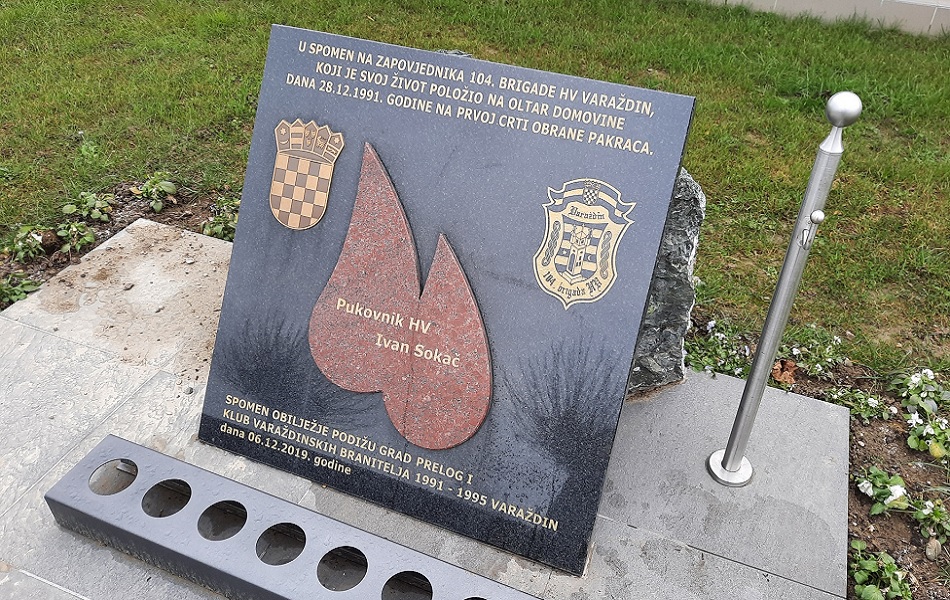 U SPOMEN NA ZAPOVJEDNIKA 104. BRIGADE HV VARAŽDIN,
KOJI JE SVOJ ŽIVOT POLOŽIO NA OLTAR DOMOVINE
DANA 28.12.1991. GODINE NA PRVOJ CRTI OBRANE PAKRACA.
Varaždin
104 brigada HV
Pukovnik HV
Ivan Sokač
SPOMEN OBILJEŽJE PODIŽU GRAD PRELOG I
KLUB VARAŽDINSKIH BRANITELJA 1991 - 1995 VARAŽDIN
dana 06.12.2019. godine